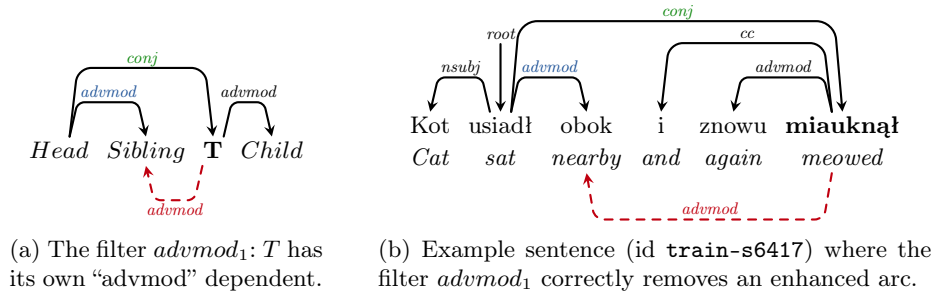 conj
advmod
advmod
Head Sibling T Child
advmod
(a) The filter advmod₁: T has
its own “advmod” dependent.
conj
root
cc
nsubj
advmod
advmod
Kot usiadł obok i znowu miauknął
Cat sat nearby and again meowed
advmod
(b) Example sentence (id train-s6417) where the
filter advmod₁ correctly removes an enhanced arc.